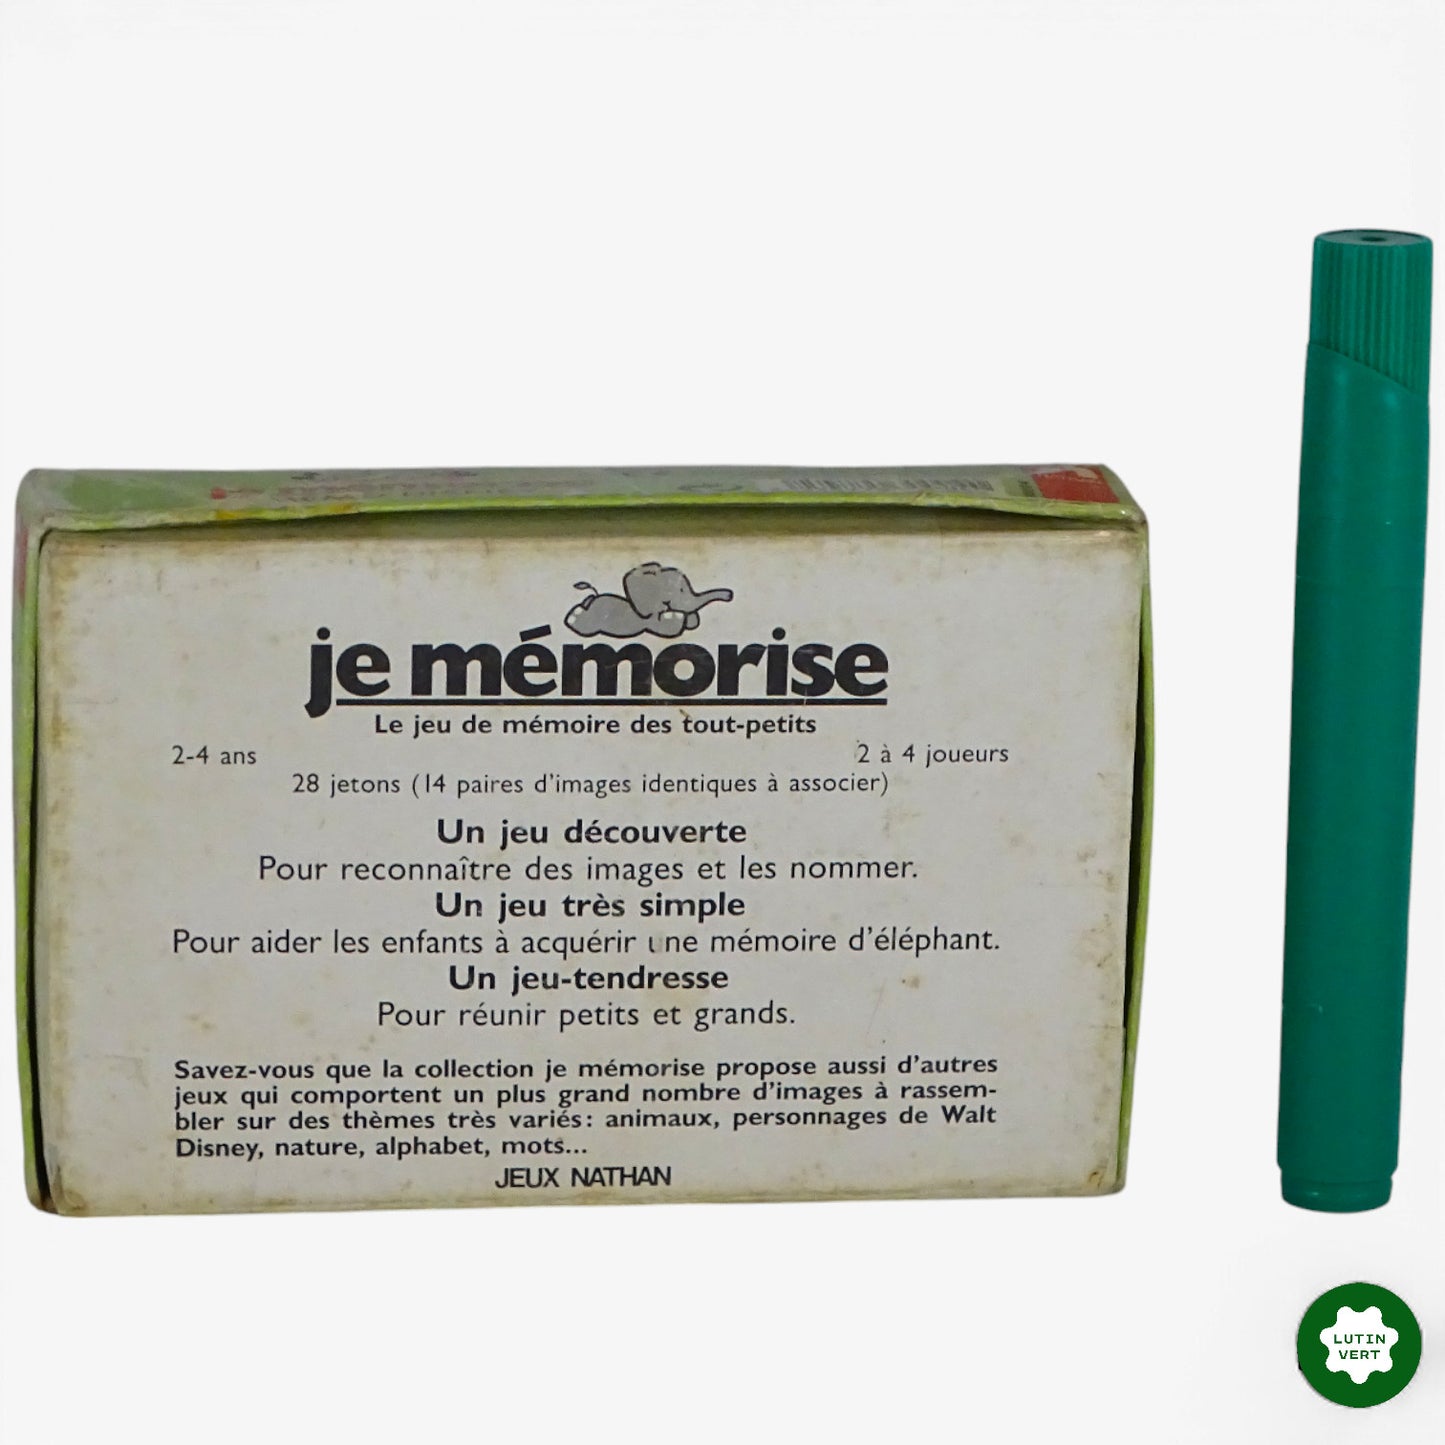 je mémorise
Le jeu de mémoire des tout-petits
2-4 ans
2 à 4 joueurs
28 jetons (14 paires d'images identiques à associer)
Un jeu découverte
Pour reconnaître des images et les nommer.
Un jeu très simple
Pour aider les enfants à acquérir une mémoire d'éléphant.
Un jeu-tendresse
Pour réunir petits et grands.
Savez-vous que la collection je mémorise propose aussi d'autres
jeux qui comportent un plus grand nombre d'images à rassem-
bler sur des thèmes très variés: animaux, personnages de Walt
Disney, nature, alphabet, mots...
JEUX NATHAN
LUTIN
VERT